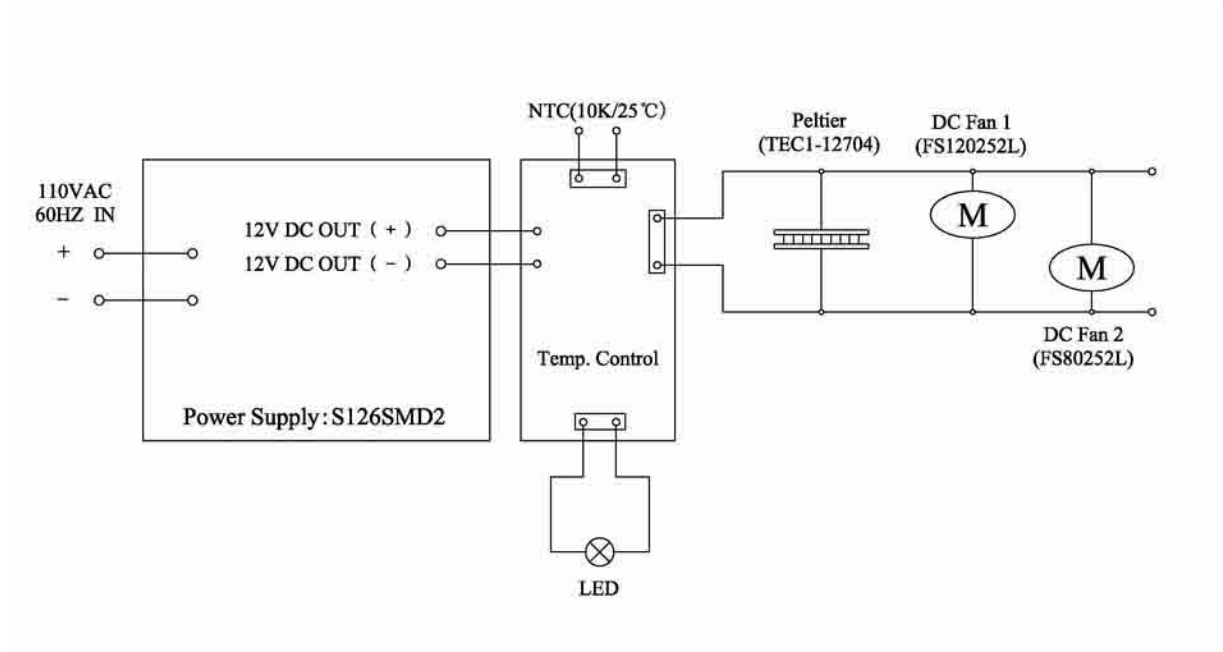 NTC(10K/25℃)
Peltier
(TEC1-12704)
DC Fan 1
(FS120252L)
110VAC
60HZ IN
+
−
12V DC OUT ( + )
12V DC OUT ( − )
M
M
Temp. Control
DC Fan 2
(FS80252L)
Power Supply:S126SMD2
LED